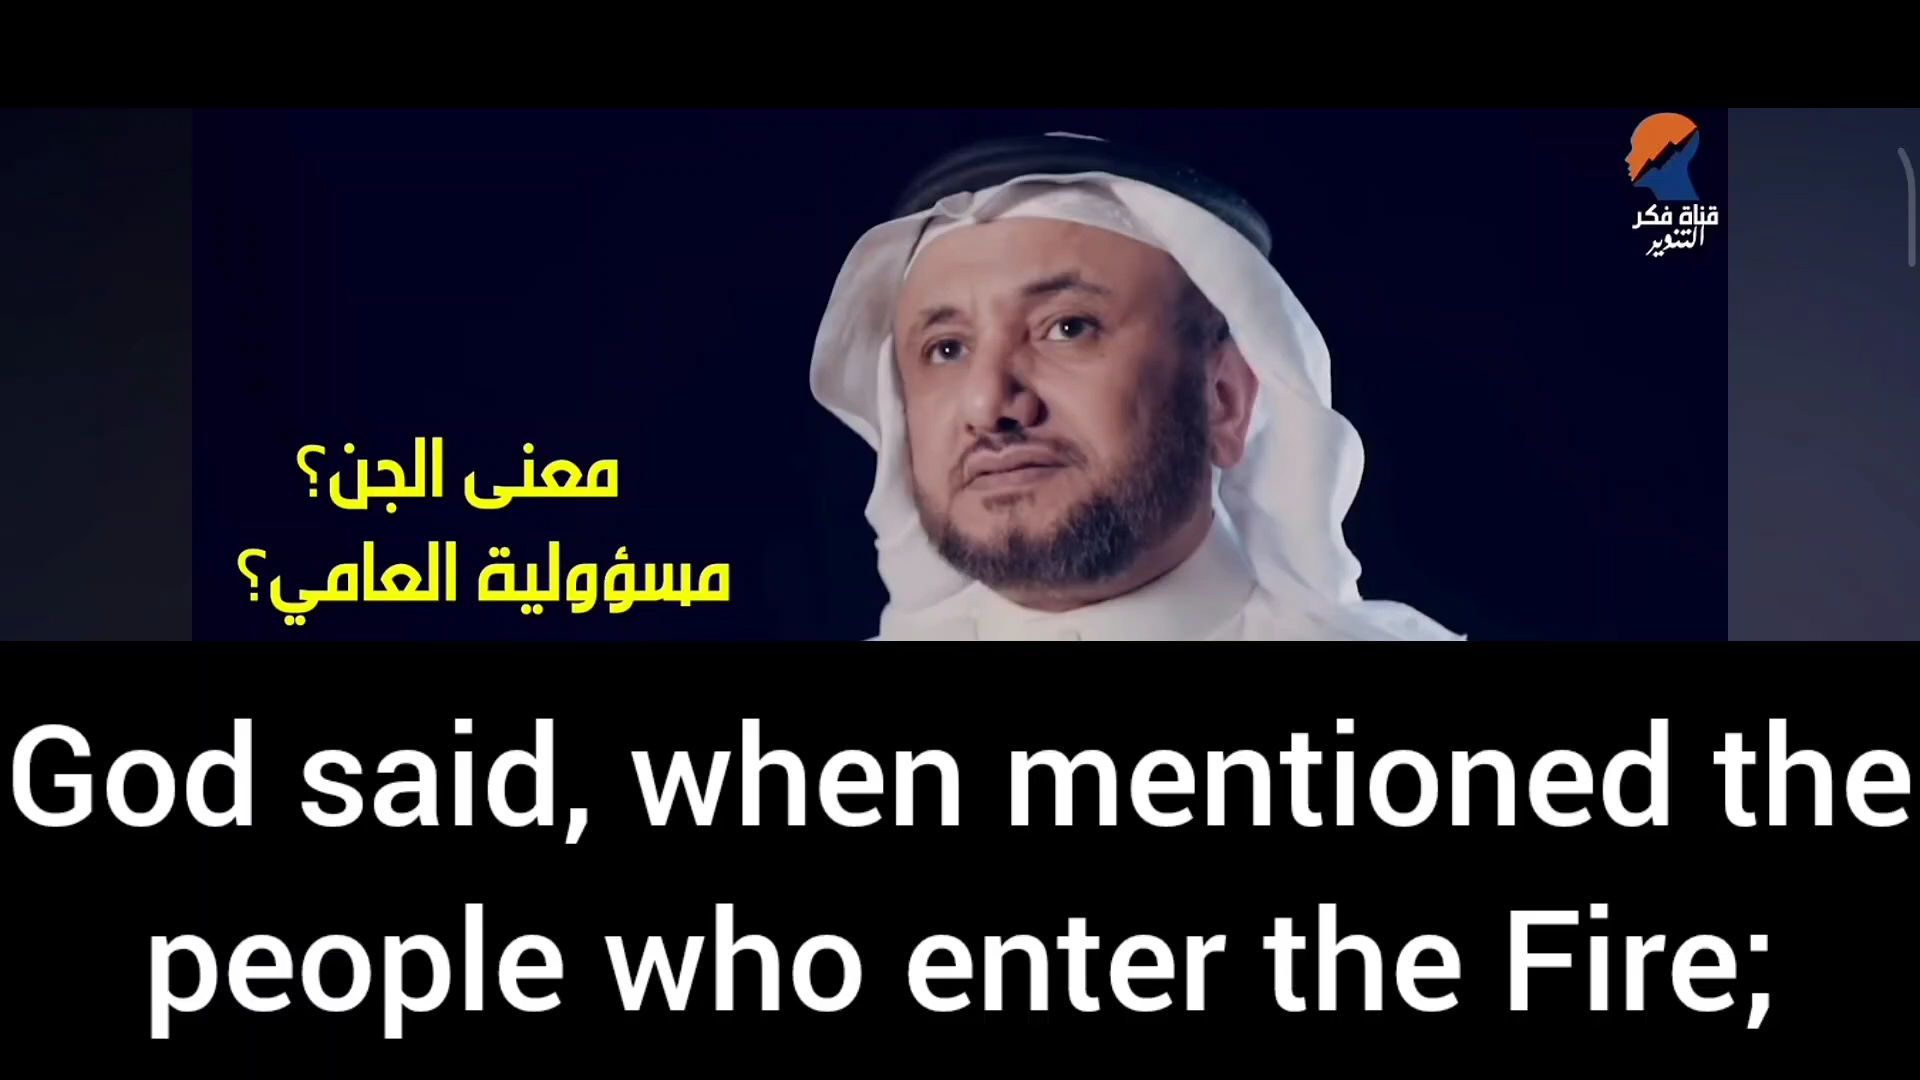 قناة فكر
التنوير
معنى الجن؟
مسؤولية العامي؟
God said, when mentioned the
people who enter the Fire;